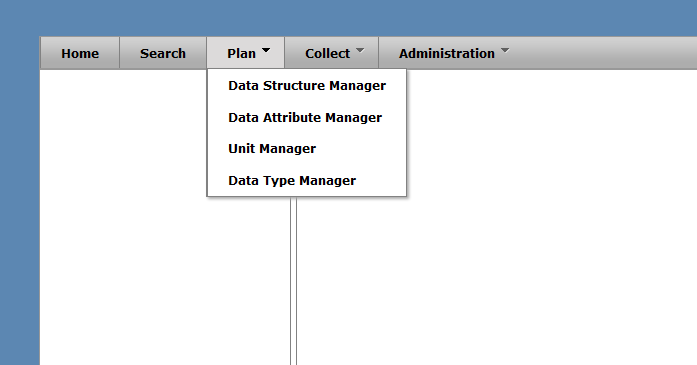 Home Search Plan Collect Administration
Data Structure Manager
Data Attribute Manager
Unit Manager
Data Type Manager